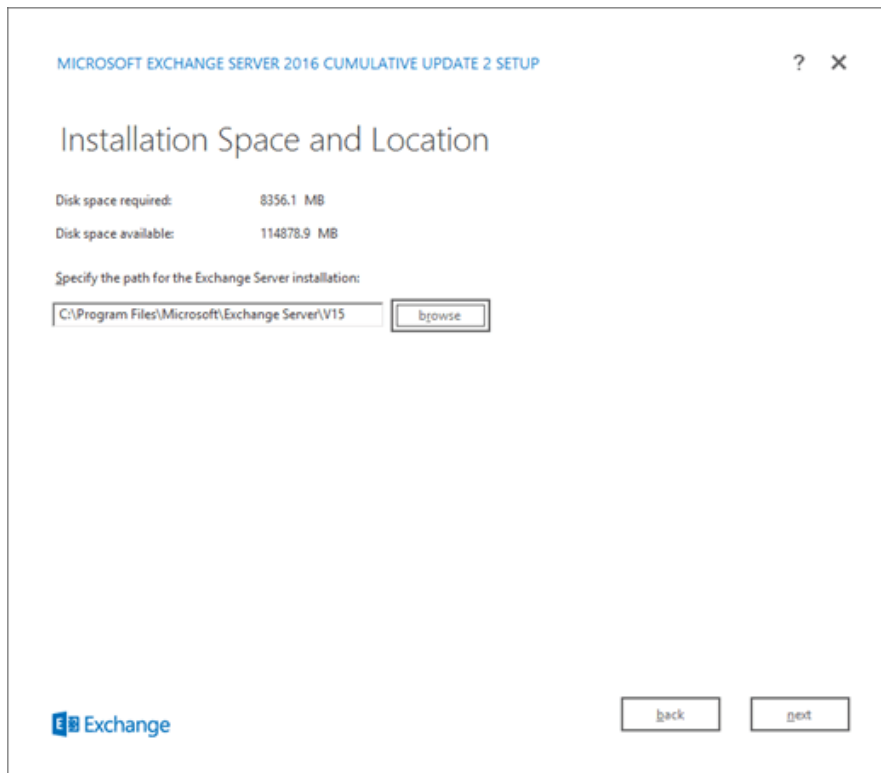 MICROSOFT EXCHANGE SERVER 2016 CUMULATIVE UPDATE 2 SETUP ? ✕
Installation Space and Location
Disk space required: 8356.1 MB
Disk space available: 114878.9 MB
Specify the path for the Exchange Server installation:
C:\Program Files\Microsoft\Exchange Server\V15 browse
back next
E Exchange